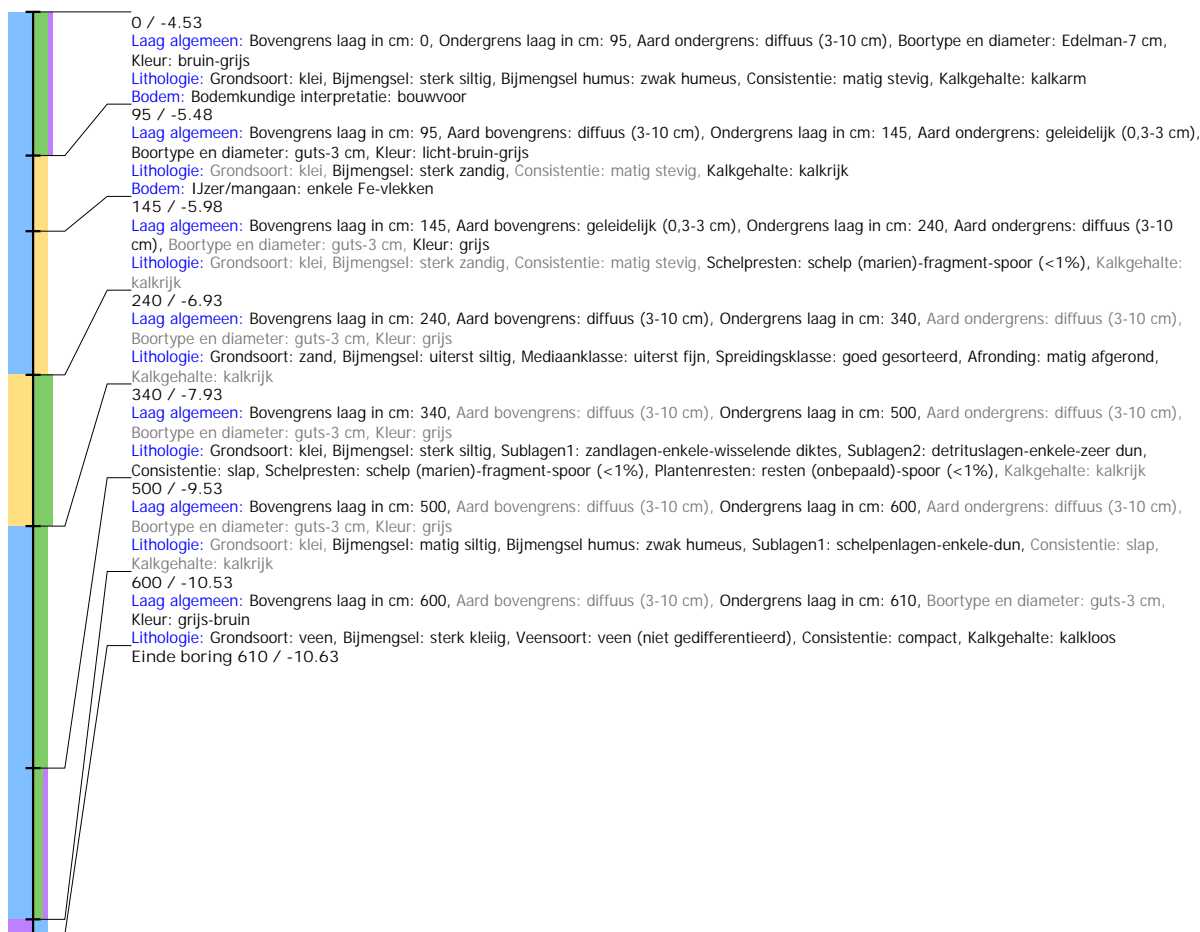 0 / -4.53
Laag algemeen: Bovengrens laag in cm: 0, Ondergrens laag in cm: 95, Aard ondergrens: diffuus (3-10 cm), Boortype en diameter: Edelman-7 cm,
Kleur: bruin-grijs
Lithologie: Grondsoort: klei, Bijmengsel: sterk siltig, Bijmengsel humus: zwak humeus, Consistentie: matig stevig, Kalkgehalte: kalkarm
Bodem: Bodemkundige interpretatie: bouwvoor
95 / -5.48
Laag algemeen: Bovengrens laag in cm: 95, Aard bovengrens: diffuus (3-10 cm), Ondergrens laag in cm: 145, Aard ondergrens: geleidelijk (0,3-3 cm),
Boortype en diameter: guts-3 cm, Kleur: licht-bruin-grijs
Lithologie: Grondsoort: klei, Bijmengsel: sterk zandig, Consistentie: matig stevig, Kalkgehalte: kalkrijk
Bodem: IJzer/mangaan: enkele Fe-vlekken
145 / -5.98
Laag algemeen: Bovengrens laag in cm: 145, Aard bovengrens: geleidelijk (0,3-3 cm), Ondergrens laag in cm: 240, Aard ondergrens: diffuus (3-10
cm), Boortype en diameter: guts-3 cm, Kleur: grijs
Lithologie: Grondsoort: klei, Bijmengsel: sterk zandig, Consistentie: matig stevig, Schelpresten: schelp (marien)-fragment-spoor (<1%), Kalkgehalte:
kalkrijk
240 / -6.93
Laag algemeen: Bovengrens laag in cm: 240, Aard bovengrens: diffuus (3-10 cm), Ondergrens laag in cm: 340, Aard ondergrens: diffuus (3-10 cm),
Boortype en diameter: guts-3 cm, Kleur: grijs
Lithologie: Grondsoort: zand, Bijmengsel: uiterst siltig, Mediaanklasse: uiterst fijn, Spreidingsklasse: goed gesorteerd, Afronding: matig afgerond,
Kalkgehalte: kalkrijk
340 / -7.93
Laag algemeen: Bovengrens laag in cm: 340, Aard bovengrens: diffuus (3-10 cm), Ondergrens laag in cm: 500, Aard ondergrens: diffuus (3-10 cm),
Boortype en diameter: guts-3 cm, Kleur: grijs
Lithologie: Grondsoort: klei, Bijmengsel: sterk siltig, Sublagen1: zandlagen-enkele-wisselende diktes, Sublagen2: detrituslagen-enkele-zeer dun,
Consistentie: slap, Schelpresten: schelp (marien)-fragment-spoor (<1%), Plantenresten: resten (onbepaald)-spoor (<1%), Kalkgehalte: kalkrijk
500 / -9.53
Laag algemeen: Bovengrens laag in cm: 500, Aard bovengrens: diffuus (3-10 cm), Ondergrens laag in cm: 600, Aard ondergrens: diffuus (3-10 cm),
Boortype en diameter: guts-3 cm, Kleur: grijs
Lithologie: Grondsoort: klei, Bijmengsel: matig siltig, Bijmengsel humus: zwak humeus, Sublagen1: schelpenlagen-enkele-dun, Consistentie: slap,
Kalkgehalte: kalkrijk
600 / -10.53
Laag algemeen: Bovengrens laag in cm: 600, Aard bovengrens: diffuus (3-10 cm), Ondergrens laag in cm: 610, Boortype en diameter: guts-3 cm,
Kleur: grijs-bruin
Lithologie: Grondsoort: veen, Bijmengsel: sterk kleiig, Veensoort: veen (niet gedifferentieerd), Consistentie: compact, Kalkgehalte: kalkloos
Einde boring 610 / -10.63